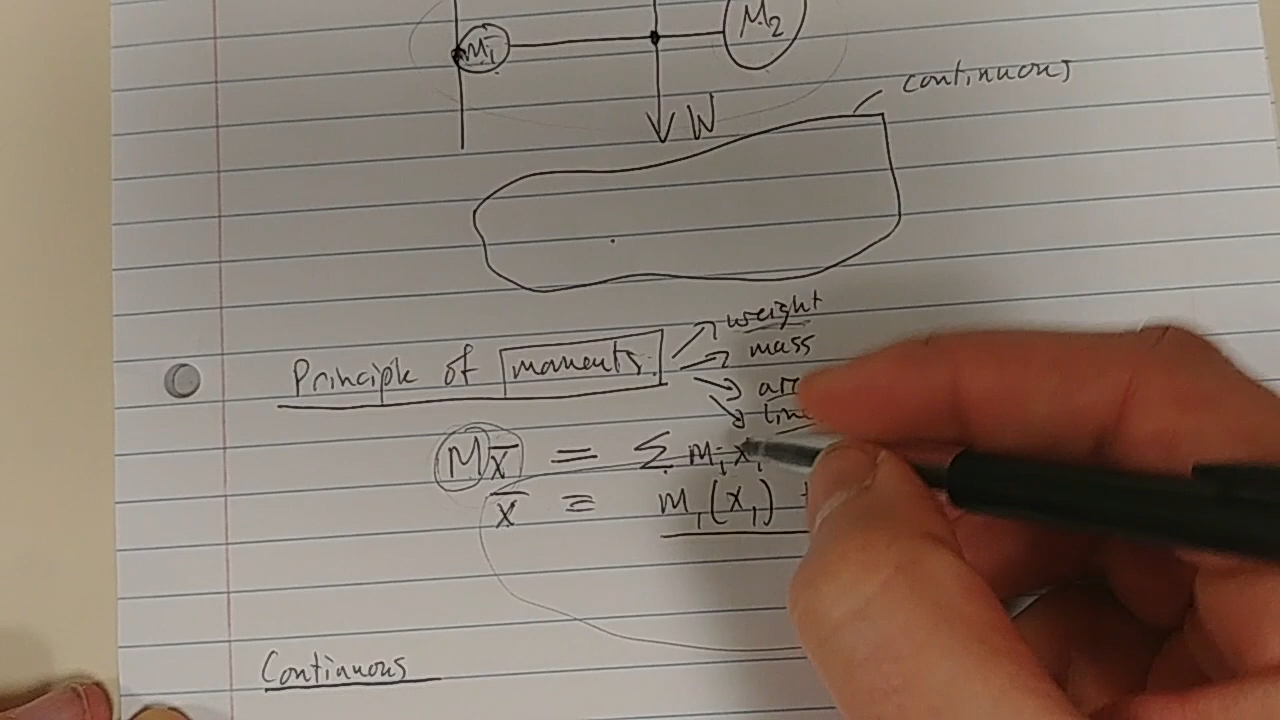 m₁ M₂
W
continuous
weight
mass
Principle of moments
M x̄ = Σ mᵢxᵢ
x̄ = m₁(x₁) +
Continuous